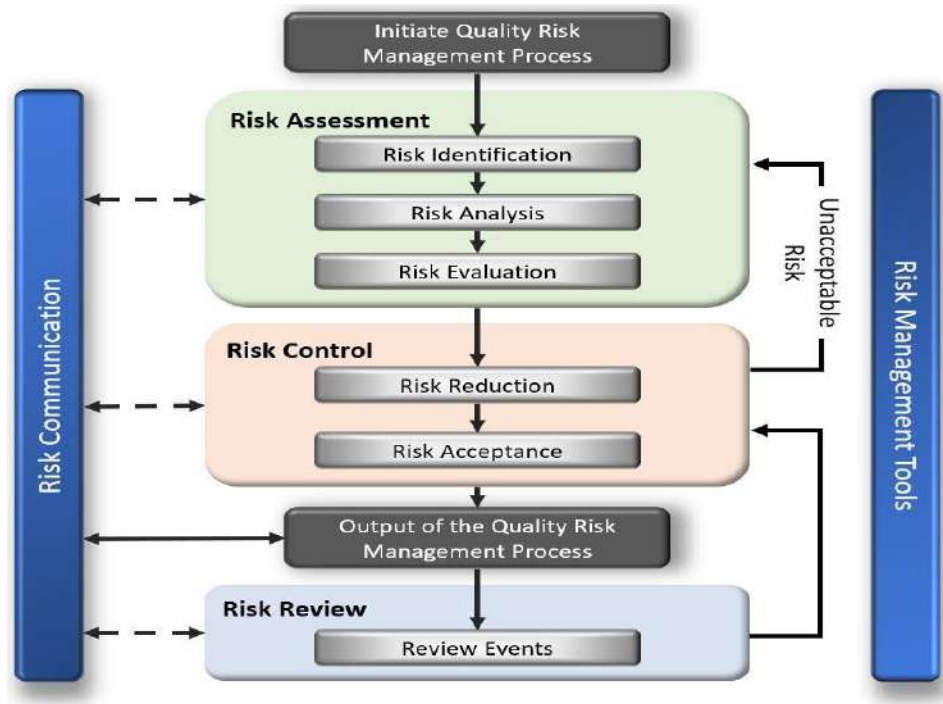 Initiate Quality Risk
Management Process
Risk Assessment
Risk Identification
Risk Analysis
Risk Evaluation
Risk Control
Risk Reduction
Risk Acceptance
Output of the Quality Risk
Management Process
Risk Review
Review Events
Risk Communication
Unacceptable
Risk
Risk Management Tools